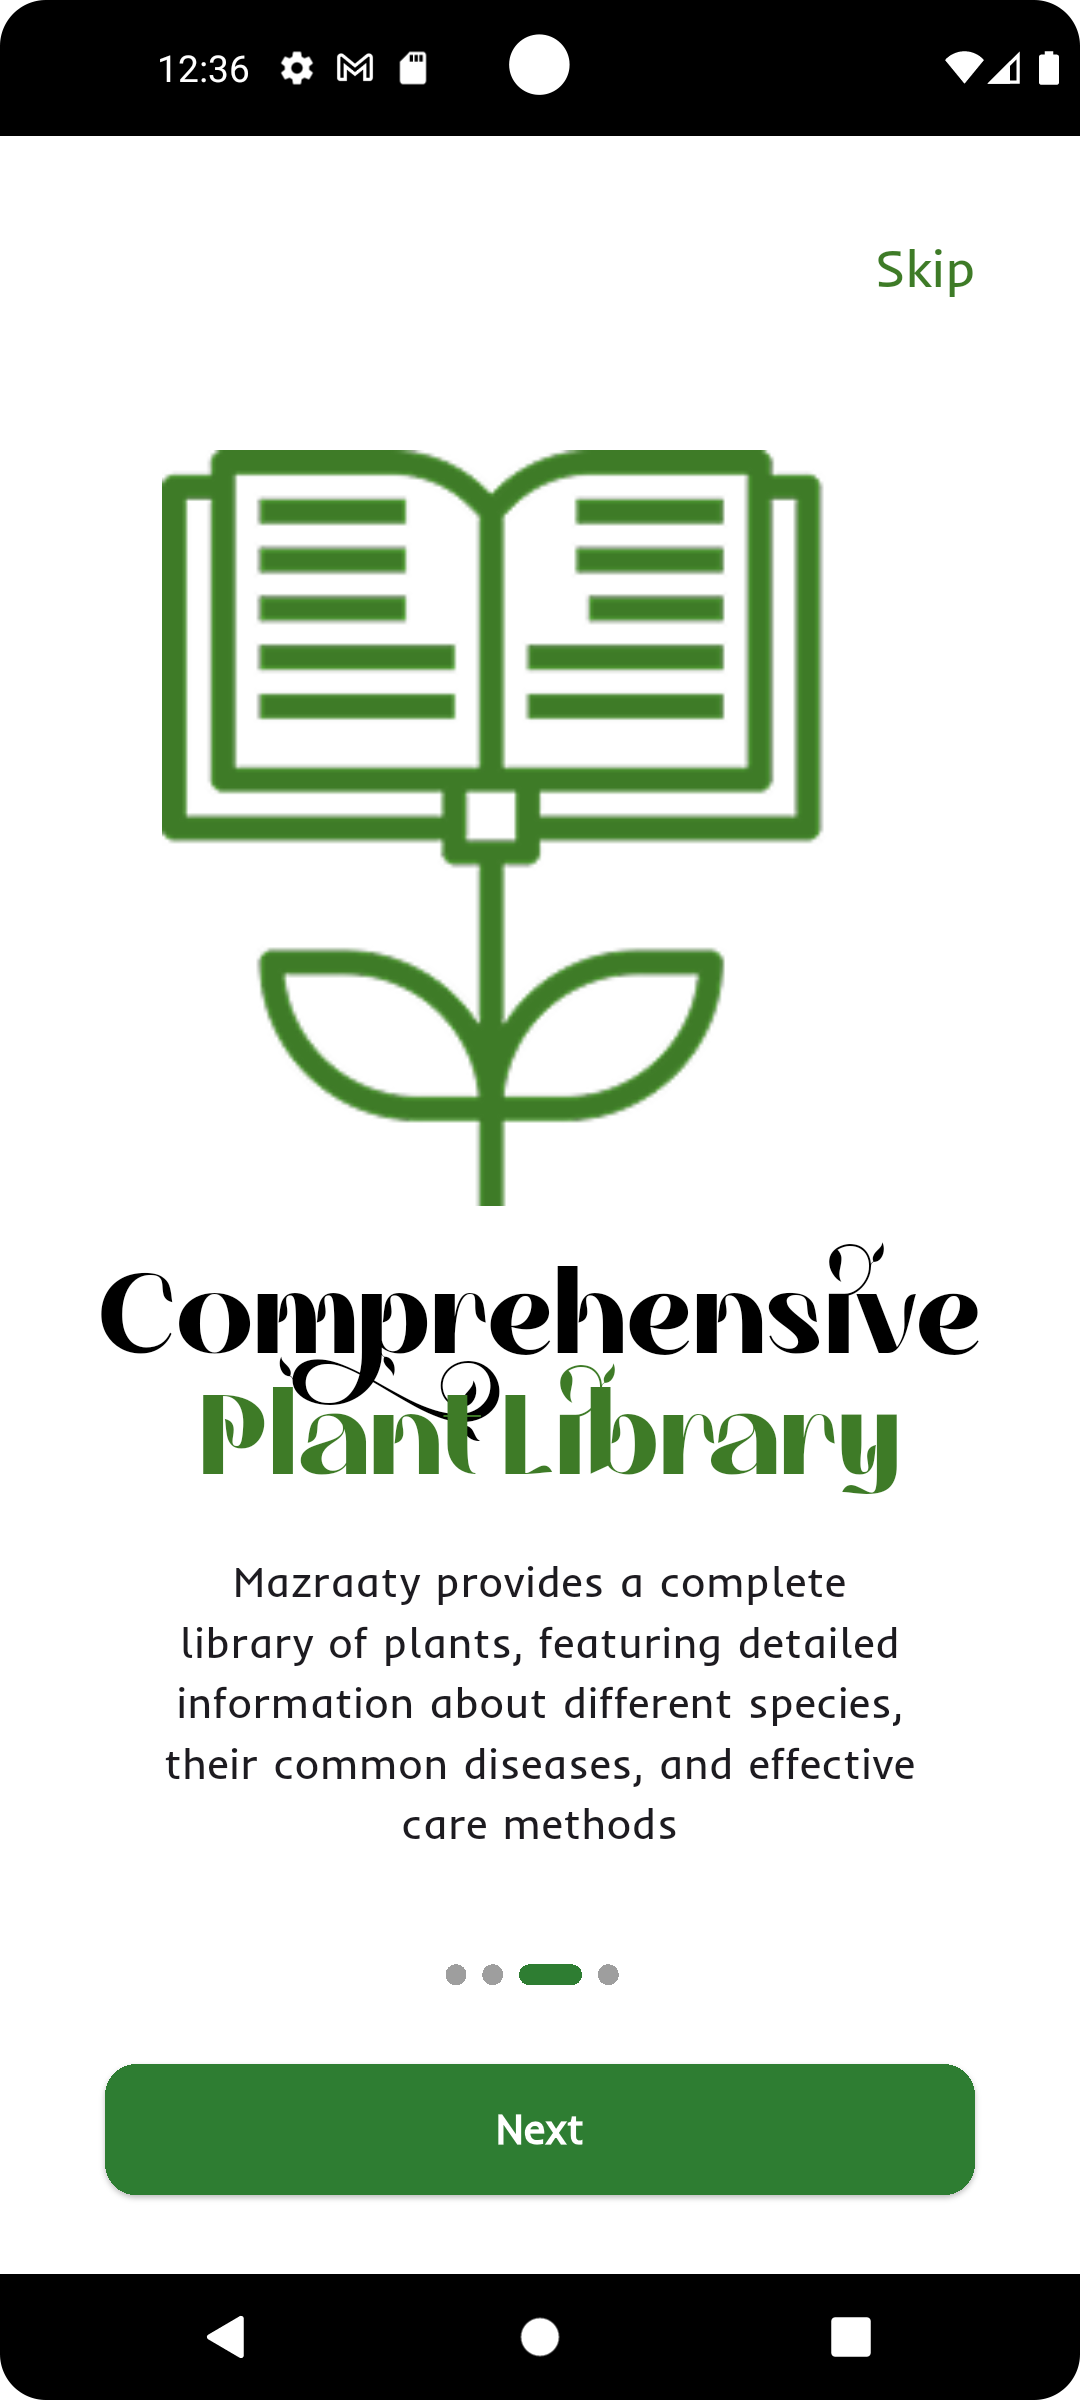 12:36
Skip
Comprehensive
Plant Library
Mazraaty provides a complete
library of plants, featuring detailed
information about different species,
their common diseases, and effective
care methods
Next